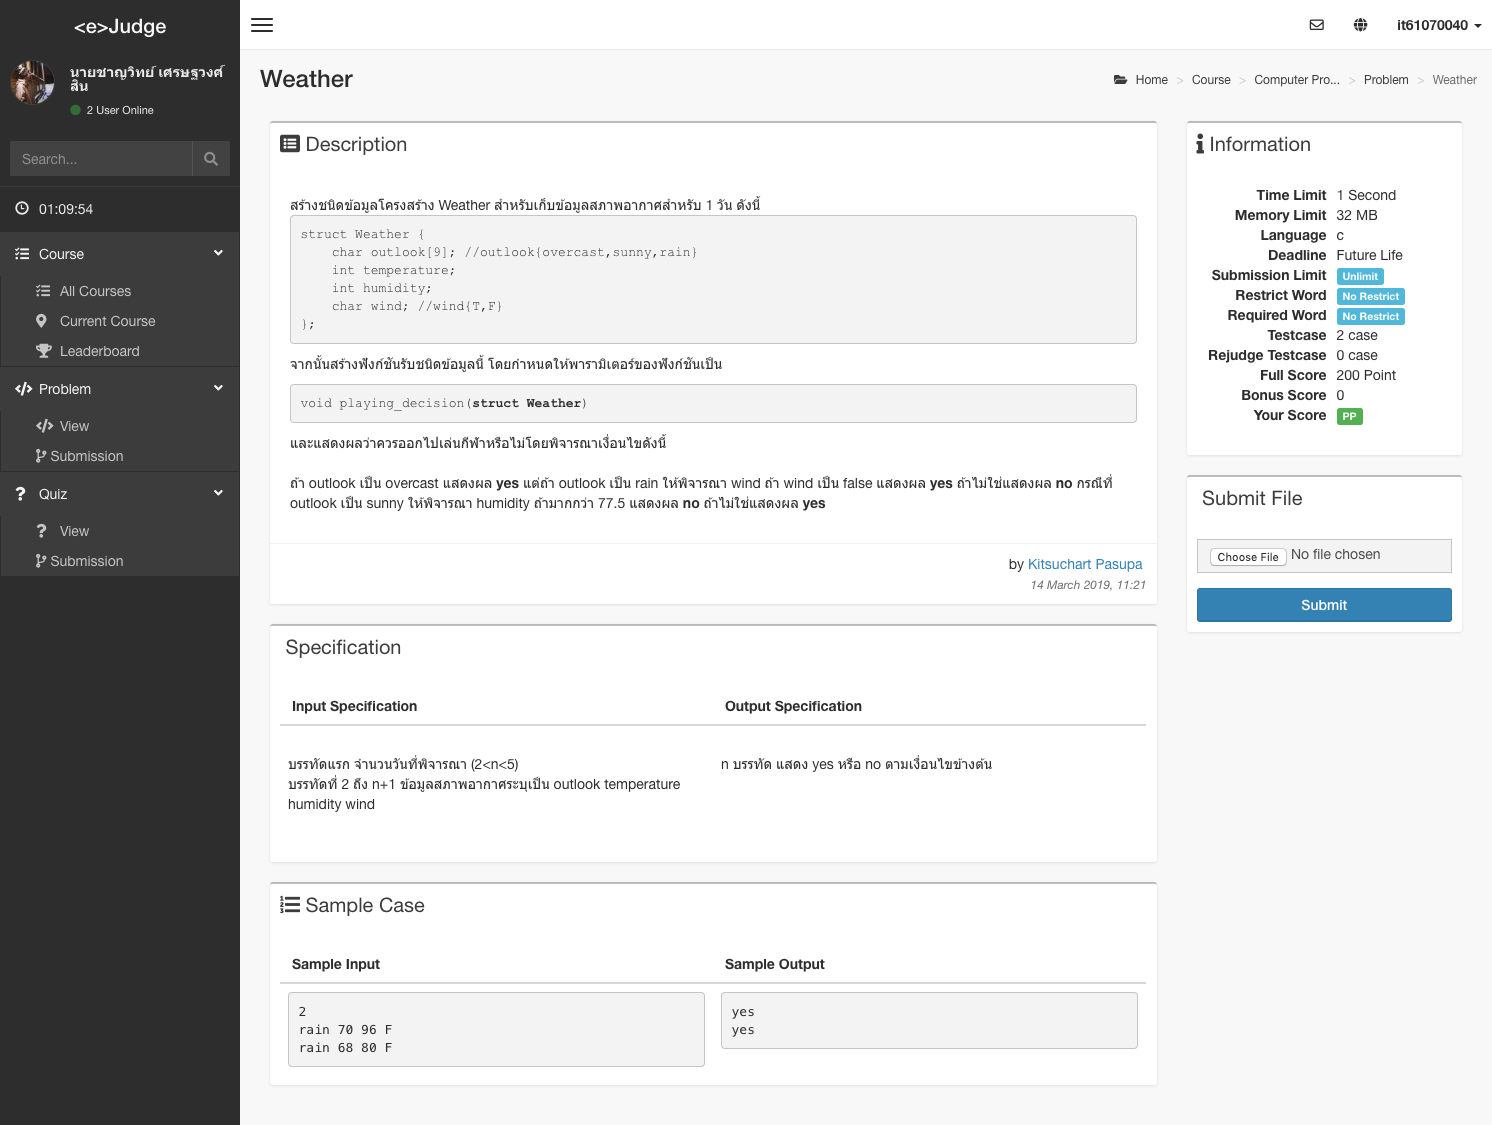 <e>Judge
นายชาญวิทย์ เศรษฐวงศ์
สิน
2 User Online
Search...
01:09:54
Course
All Courses
Current Course
Leaderboard
Problem
View
Submission
Quiz
View
Submission
it61070040
Weather
Home > Course > Computer Pro... > Problem > Weather
Description
สร้างชนิดข้อมูลโครงสร้าง Weather สำหรับเก็บข้อมูลสภาพอากาศสำหรับ 1 วัน ดังนี้
struct Weather {
    char outlook[9]; //outlook{overcast,sunny,rain}
    int temperature;
    int humidity;
    char wind; //wind{T,F}
};
จากนั้นสร้างฟังก์ชันรับชนิดข้อมูลนี้ โดยกำหนดให้พารามิเตอร์ของฟังก์ชันเป็น
void playing_decision(struct Weather)
และแสดงผลว่าควรออกไปเล่นกีฬาหรือไม่โดยพิจารณาเงื่อนไขดังนี้
ถ้า outlook เป็น overcast แสดงผล yes แต่ถ้า outlook เป็น rain ให้พิจารณา wind ถ้า wind เป็น false แสดงผล yes ถ้าไม่ใช่แสดงผล no กรณีที่
outlook เป็น sunny ให้พิจารณา humidity ถ้ามากกว่า 77.5 แสดงผล no ถ้าไม่ใช่แสดงผล yes
by Kitsuchart Pasupa
14 March 2019, 11:21
Specification
Input Specification
Output Specification
บรรทัดแรก จำนวนวันที่พิจารณา (2<n<5)
บรรทัดที่ 2 ถึง n+1 ข้อมูลสภาพอากาศระบุเป็น outlook temperature
humidity wind
n บรรทัด แสดง yes หรือ no ตามเงื่อนไขข้างต้น
Sample Case
Sample Input
Sample Output
2
rain 70 96 F
rain 68 80 F
yes
yes
Information
Time Limit 1 Second
Memory Limit 32 MB
Language c
Deadline Future Life
Submission Limit Unlimit
Restrict Word No Restrict
Required Word No Restrict
Testcase 2 case
Rejudge Testcase 0 case
Full Score 200 Point
Bonus Score 0
Your Score PP
Submit File
Choose File No file chosen
Submit